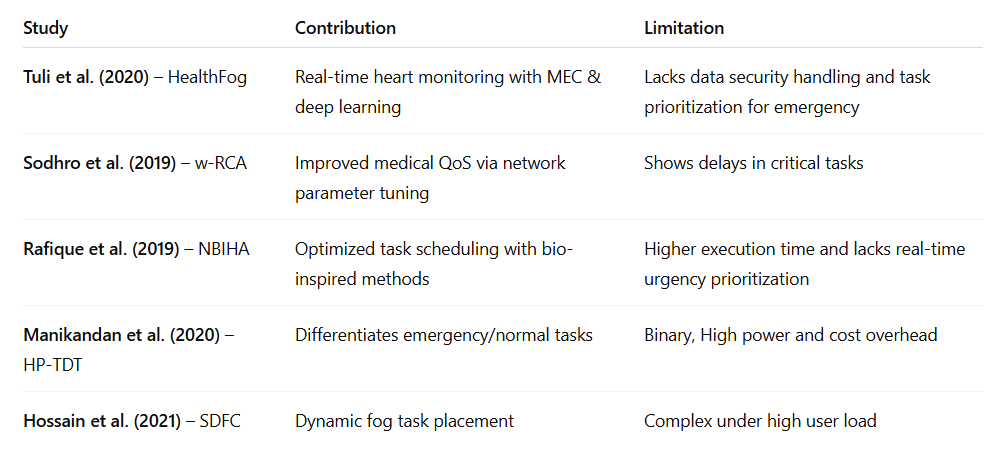 Study Contribution Limitation
Tuli et al. (2020) – HealthFog Real-time heart monitoring with MEC & Lacks data security handling and task
deep learning prioritization for emergency
Sodhro et al. (2019) – w-RCA Improved medical QoS via network Shows delays in critical tasks
parameter tuning
Rafique et al. (2019) – NBIHA Optimized task scheduling with bio- Higher execution time and lacks real-time
inspired methods urgency prioritization
Manikandan et al. (2020) – Differentiates emergency/normal tasks Binary, High power and cost overhead
HP-TDT
Hossain et al. (2021) – SDFC Dynamic fog task placement Complex under high user load